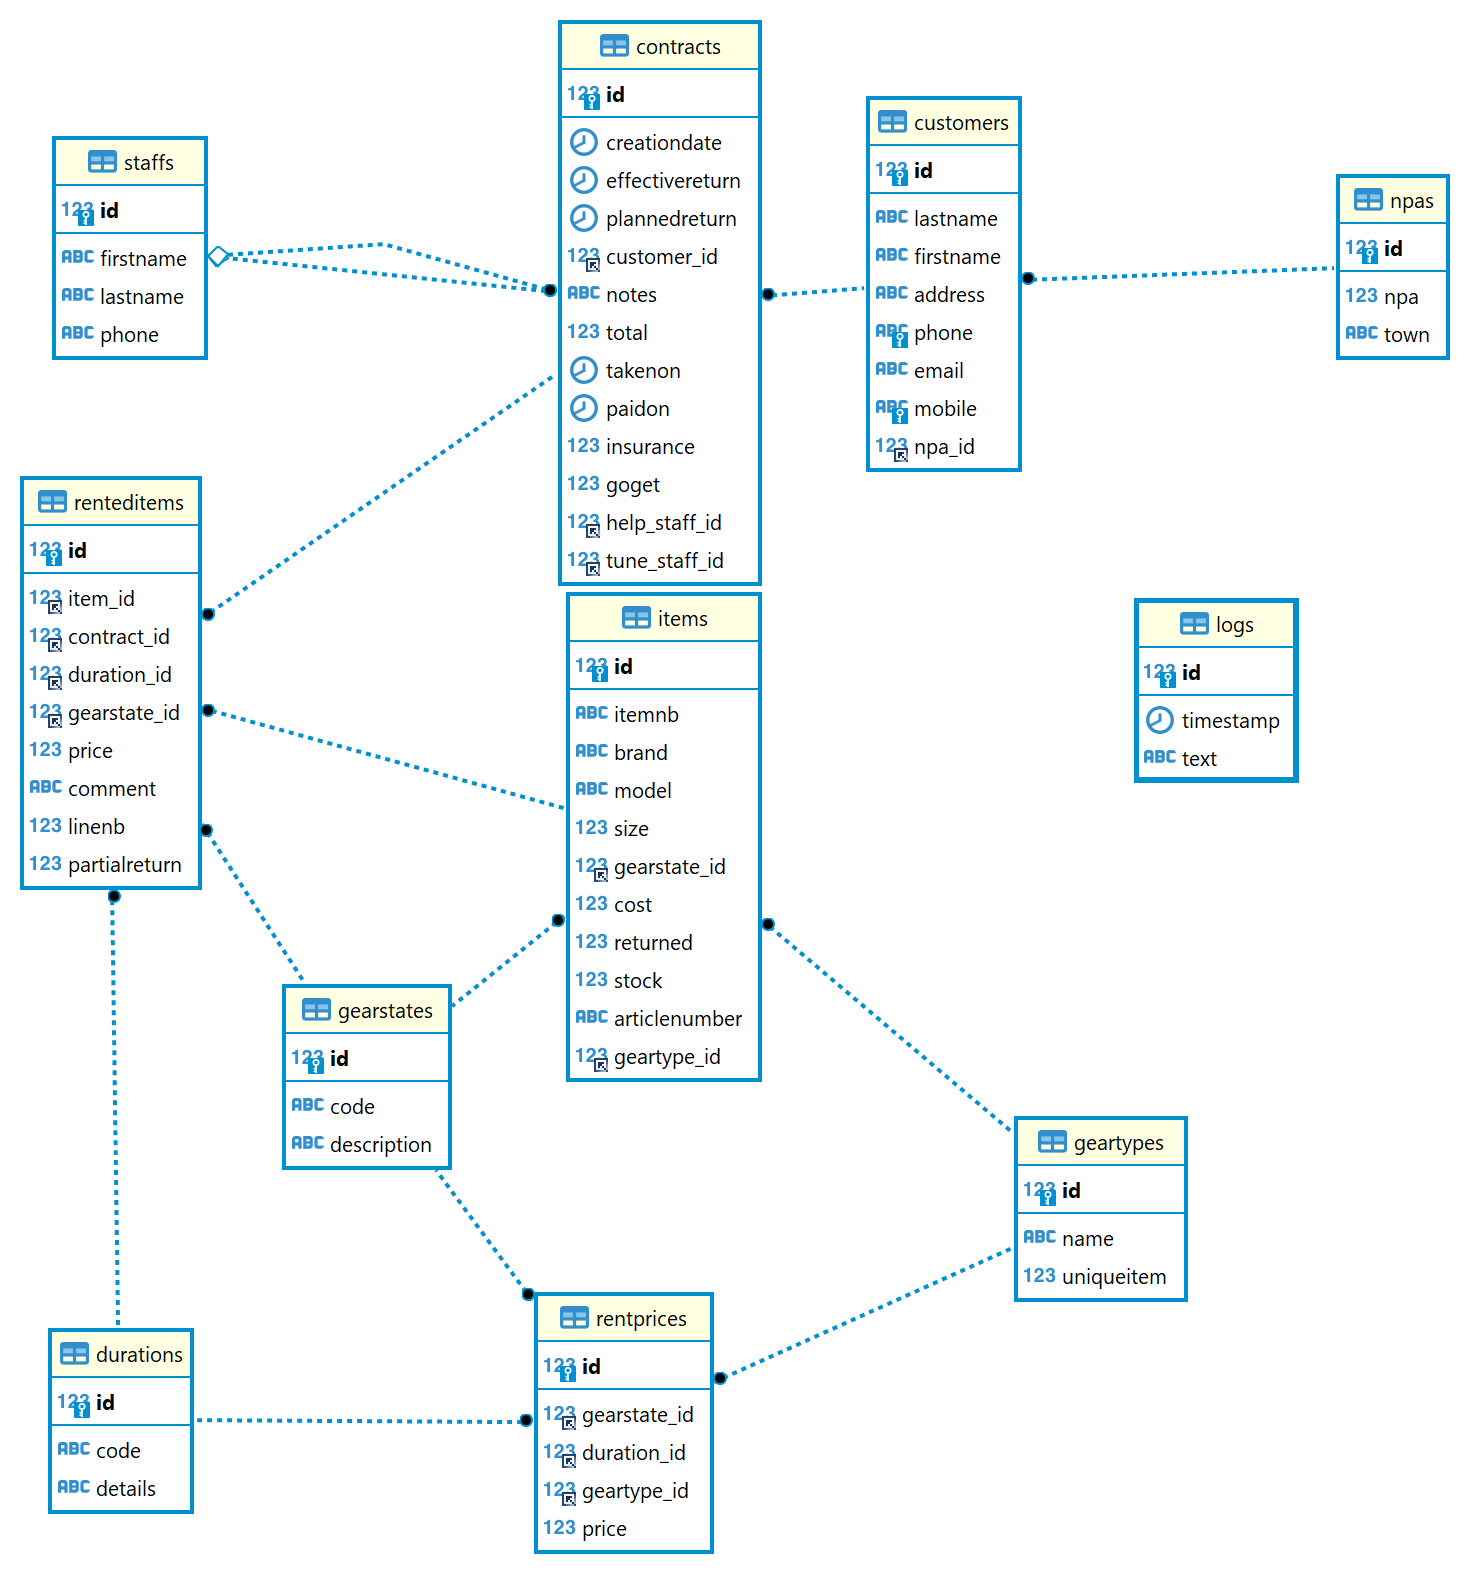 contracts
123 id
creationdate
effectivereturn
plannedreturn
123 customer_id
ABC notes
123 total
takenon
paidon
123 insurance
123 goget
123 help_staff_id
123 tune_staff_id
customers
123 id
ABC lastname
ABC firstname
ABC address
ABC phone
ABC email
ABC mobile
123 npa_id
staffs
123 id
ABC firstname
ABC lastname
ABC phone
npas
123 id
123 npa
ABC town
renteditems
123 id
123 item_id
123 contract_id
123 duration_id
123 gearstate_id
123 price
ABC comment
123 linenb
123 partialreturn
items
123 id
ABC itemnb
ABC brand
ABC model
123 size
123 gearstate_id
123 cost
123 returned
123 stock
ABC articlenumber
123 geartype_id
logs
123 id
timestamp
ABC text
gearstates
123 id
ABC code
ABC description
geartypes
123 id
ABC name
123 uniqueitem
durations
123 id
ABC code
ABC details
rentprices
123 id
123 gearstate_id
123 duration_id
123 geartype_id
123 price